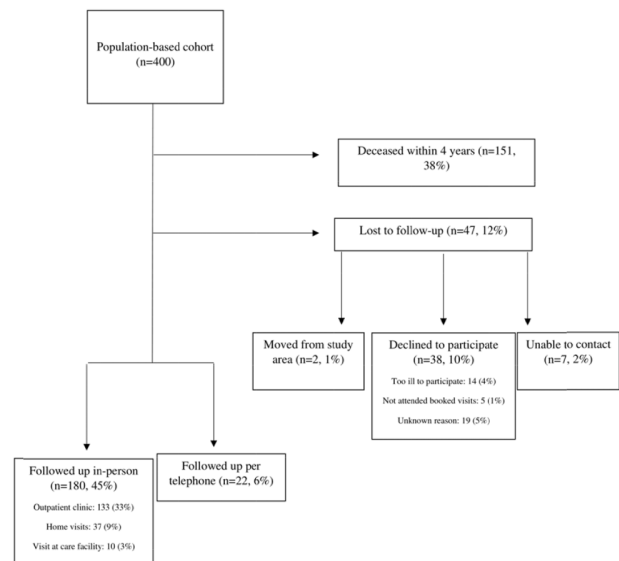 Population-based cohort
(n=400)
Deceased within 4 years (n=151,
38%)
Lost to follow-up (n=47, 12%)
Moved from study
area (n=2, 1%)
Declined to participate
(n=38, 10%)
Too ill to participate: 14 (4%)
Not attended booked visits: 5 (1%)
Unknown reason: 19 (5%)
Unable to contact
(n=7, 2%)
Followed up in-person
(n=180, 45%)
Outpatient clinic: 133 (33%)
Home visits: 37 (9%)
Visit at care facility: 10 (3%)
Followed up per
telephone (n=22, 6%)